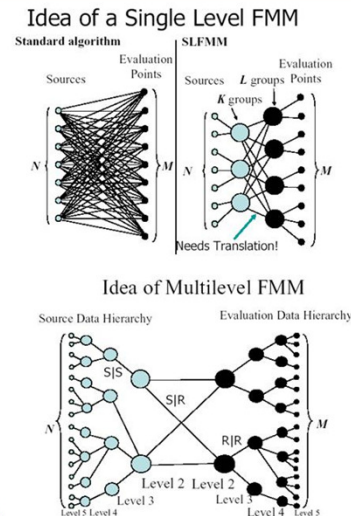 Idea of a Single Level FMM
Standard algorithm
SLFMM
Sources
Evaluation
Points
Sources
L groups
Evaluation
Points
K groups
N
M
N
M
Needs Translation!
Idea of Multilevel FMM
Source Data Hierarchy
Evaluation Data Hierarchy
S|S
S|R
N
M
R|R
Level 2
Level 2
Level 3
Level 3
Level 5
Level 4
Level 4
Level 5